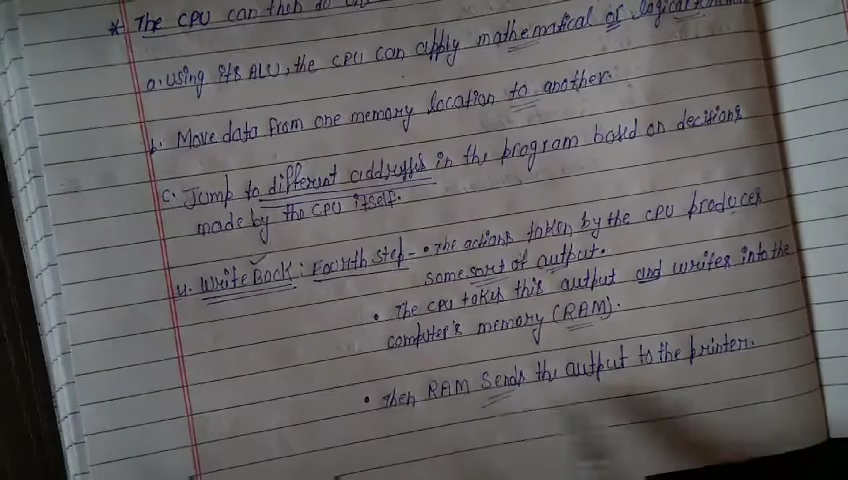 * The CPU can then do
a. Using its ALU, the CPU can apply mathematical or logical
b. Move data from one memory location to another.
c. Jump to different addresses in the program based on decisions
made by the CPU itself.
4. Write Back : Fourth step - • The actions taken by the CPU produces
some sort of output.
• The CPU takes this output and writes into the
computer's memory (RAM).
• Then RAM Sends the output to the printer.